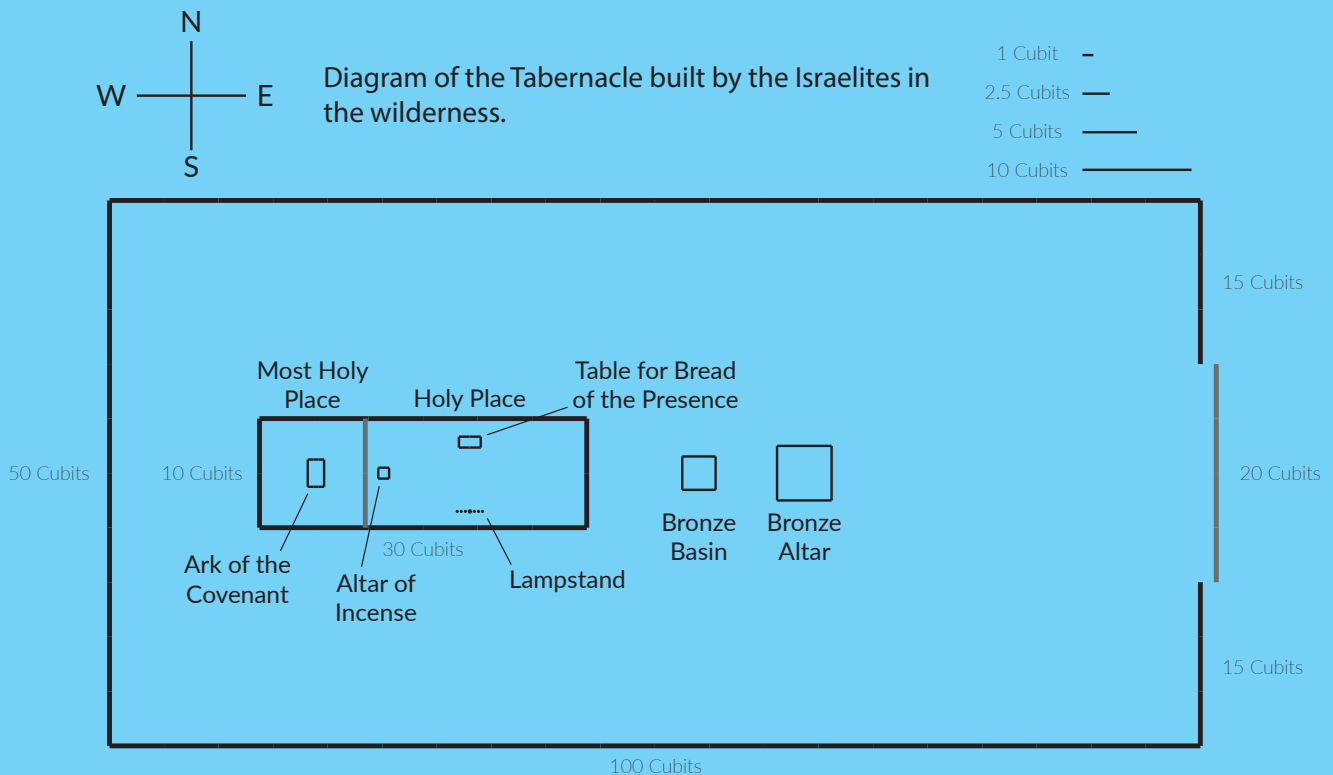 N
W
E
S
Diagram of the Tabernacle built by the Israelites in
the wilderness.
1 Cubit
2.5 Cubits
5 Cubits
10 Cubits
15 Cubits
Most Holy
Place
Holy Place
Table for Bread
of the Presence
50 Cubits
10 Cubits
20 Cubits
Bronze
Basin
Bronze
Altar
30 Cubits
Ark of the
Covenant
Altar of
Incense
Lampstand
15 Cubits
100 Cubits